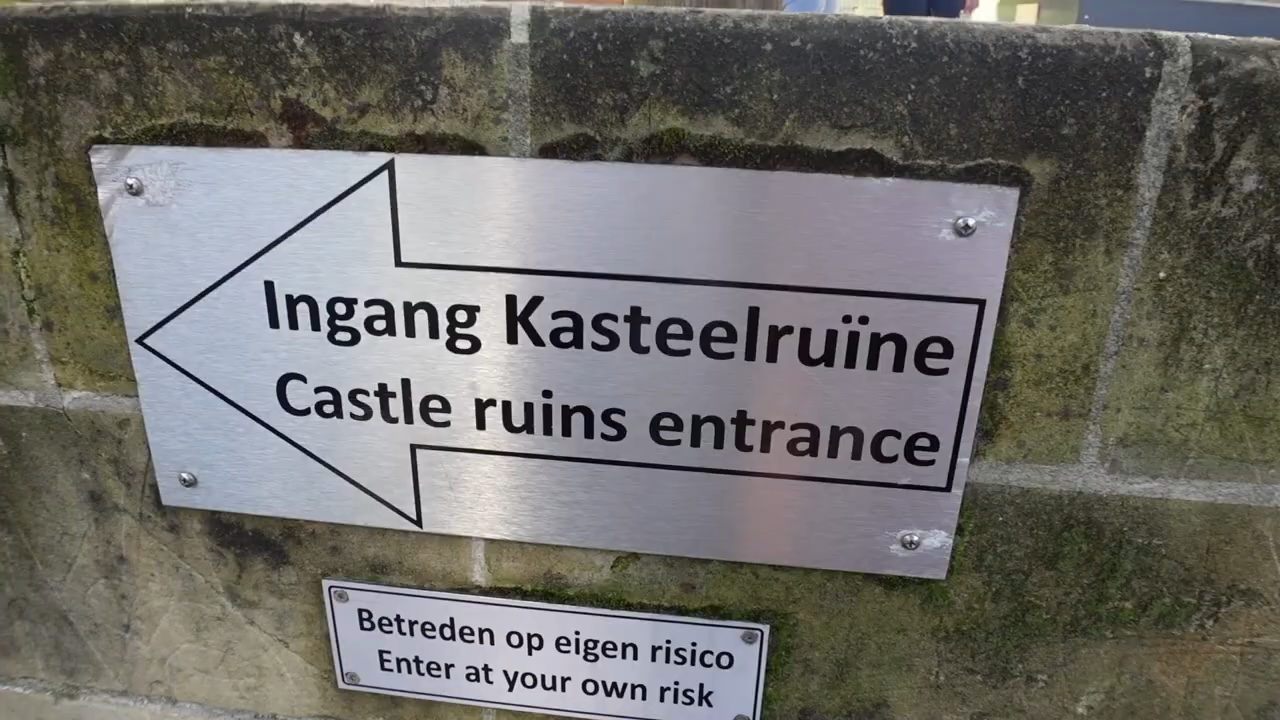 Ingang Kasteelruïne
Castle ruins entrance
Betreden op eigen risico
Enter at your own risk